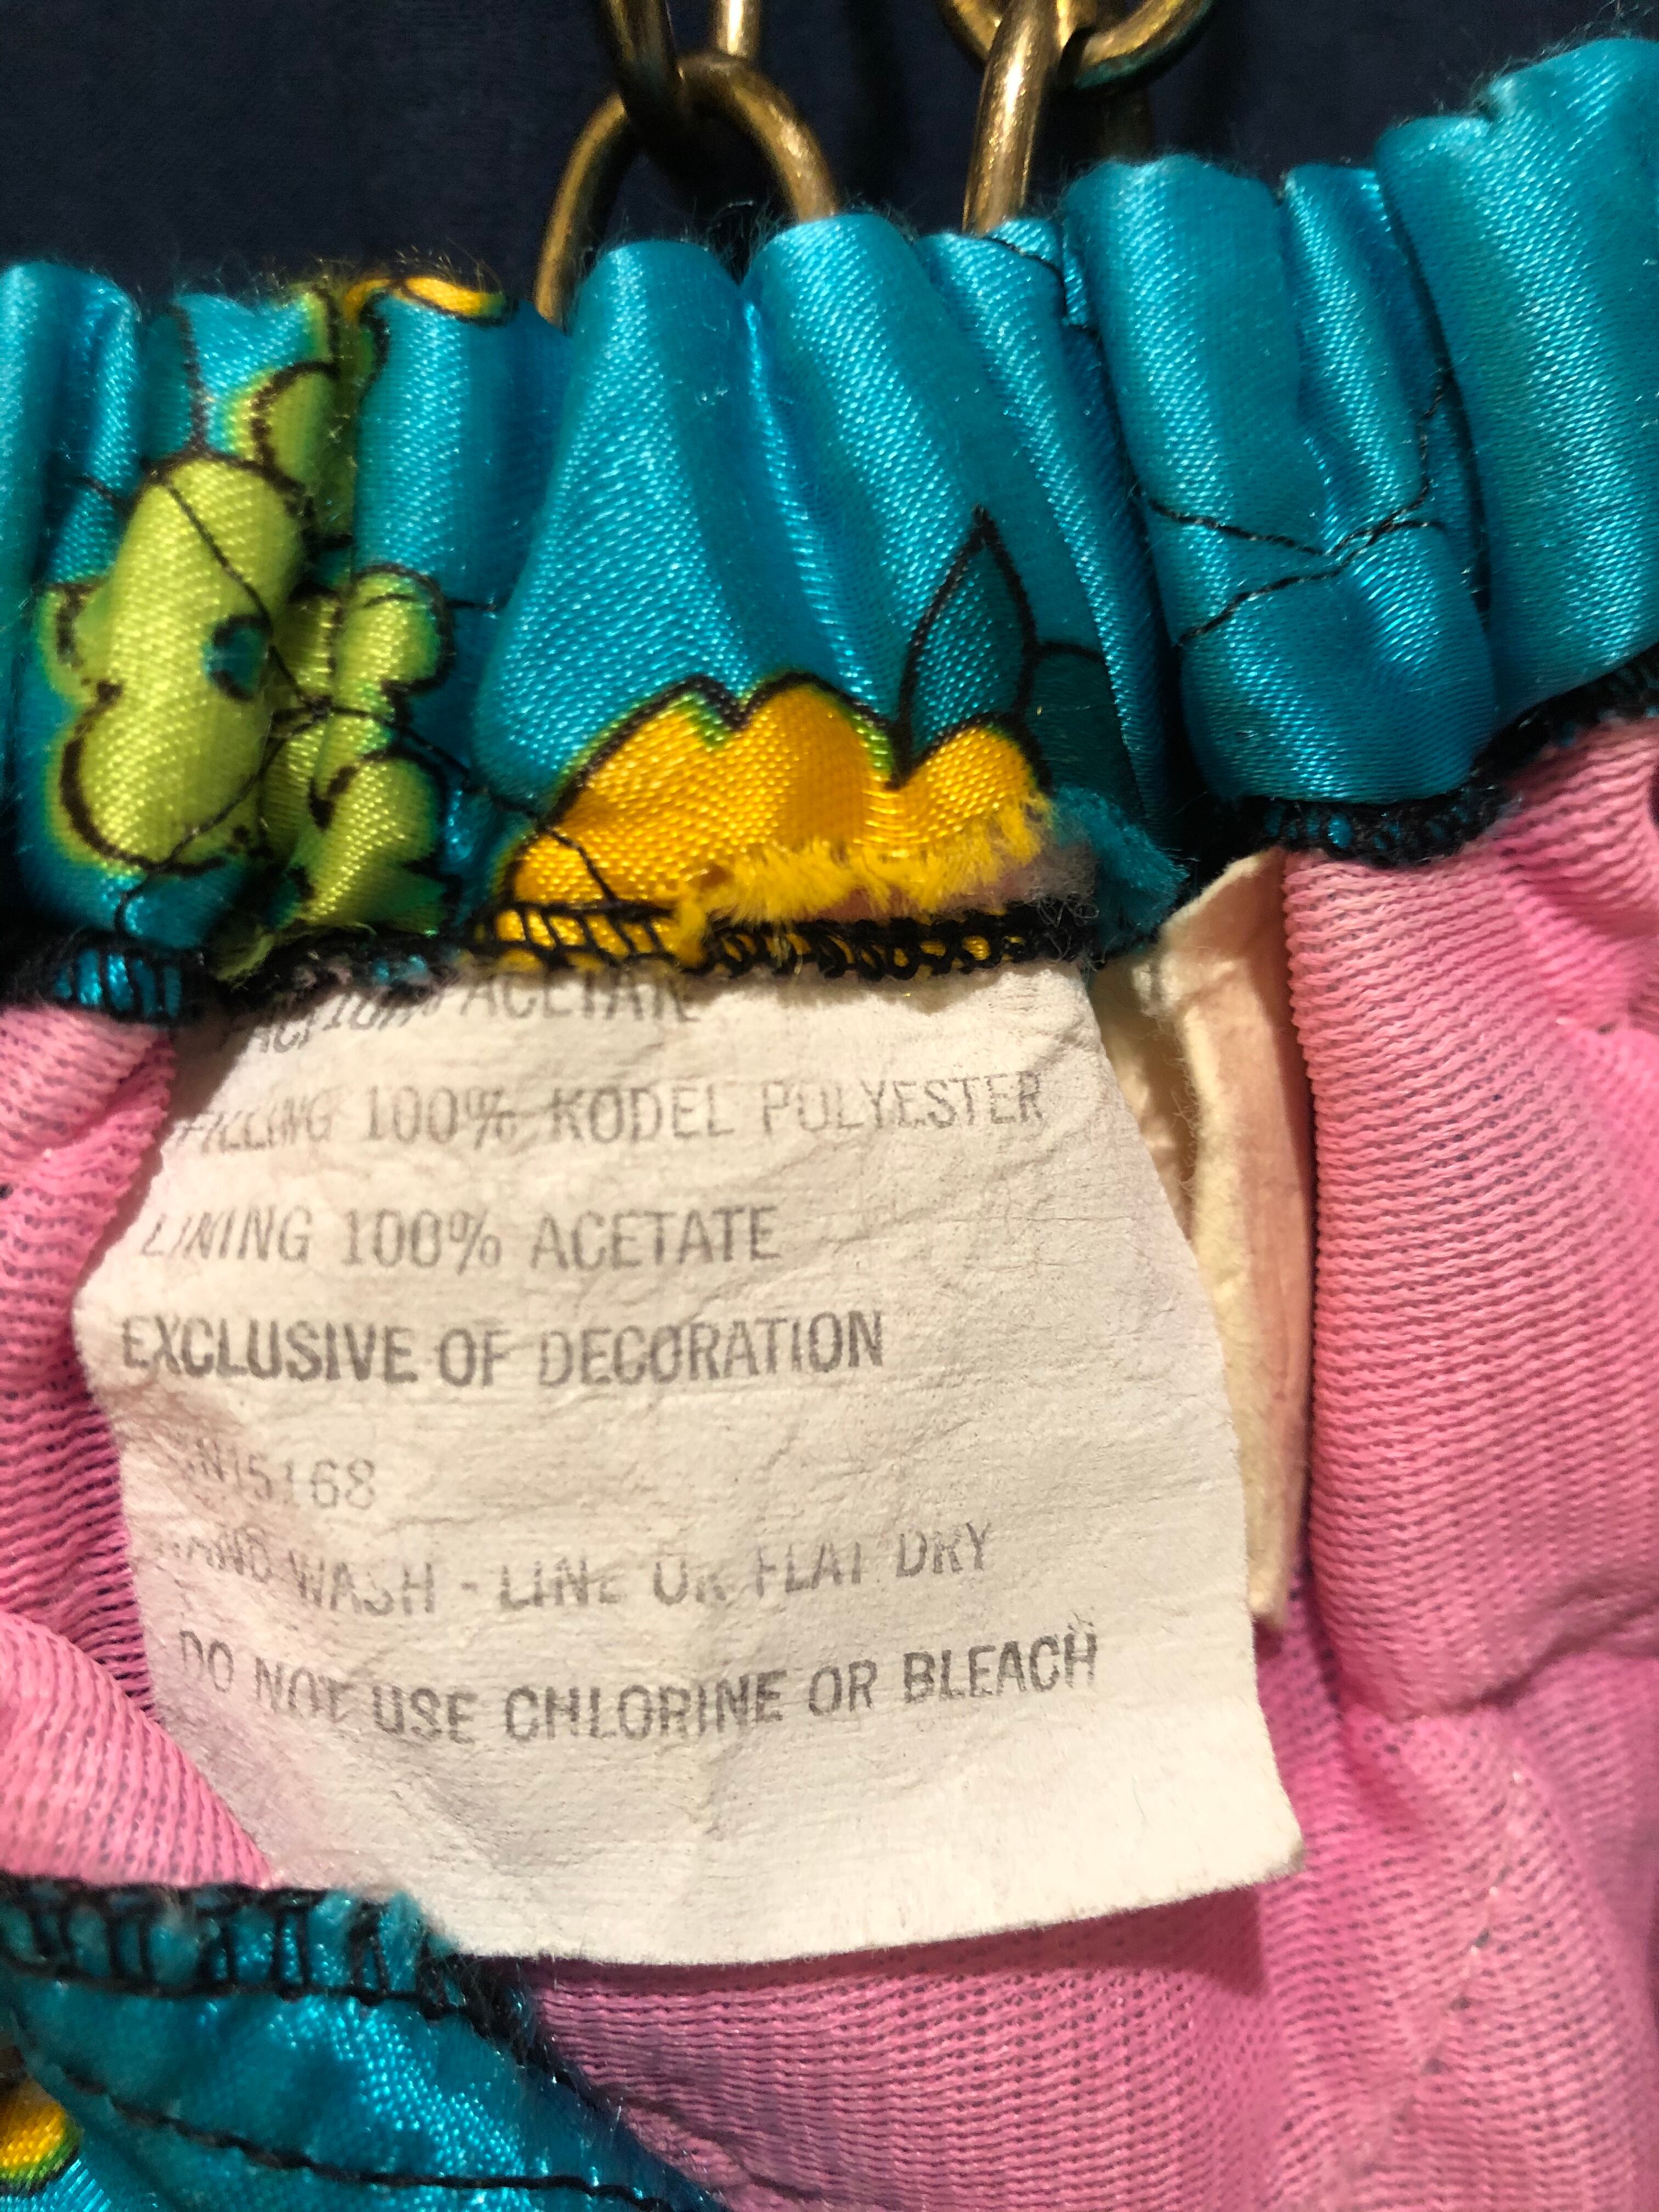 FILLING 100% KODEL POLYESTER
LINING 100% ACETATE
EXCLUSIVE OF DECORATION
HAND WASH - LINE OR FLAT DRY
DO NOT USE CHLORINE OR BLEACH